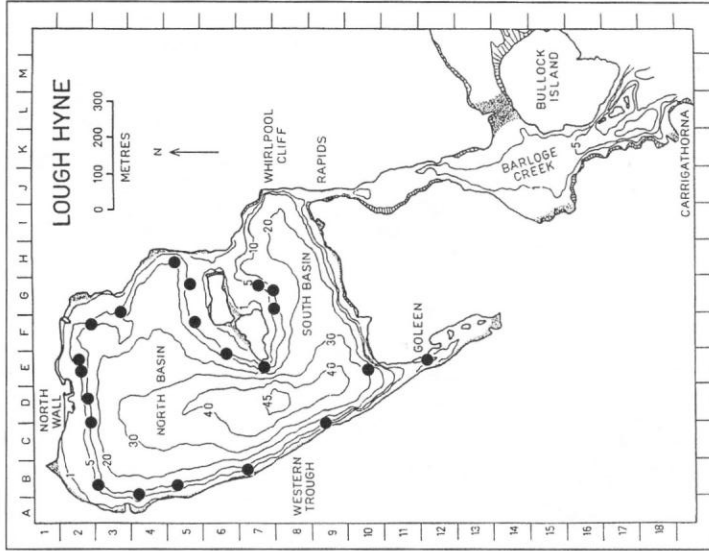 LOUGH HYNE
0 100 200 300
METRES
N
A B C D E F G H I J K L M
1
2
3
4
5
6
7
8
9
10
11
12
13
14
15
16
17
18
NORTH
WALL
1
5
20
30
NORTH BASIN
40
45
30
40
WESTERN
TROUGH
10
20
5
1
SOUTH BASIN
WHIRLPOOL
CLIFF
RAPIDS
GOLEEN
BARLOGE
CREEK
5
BULLOCK
ISLAND
CARRIGATHORNA